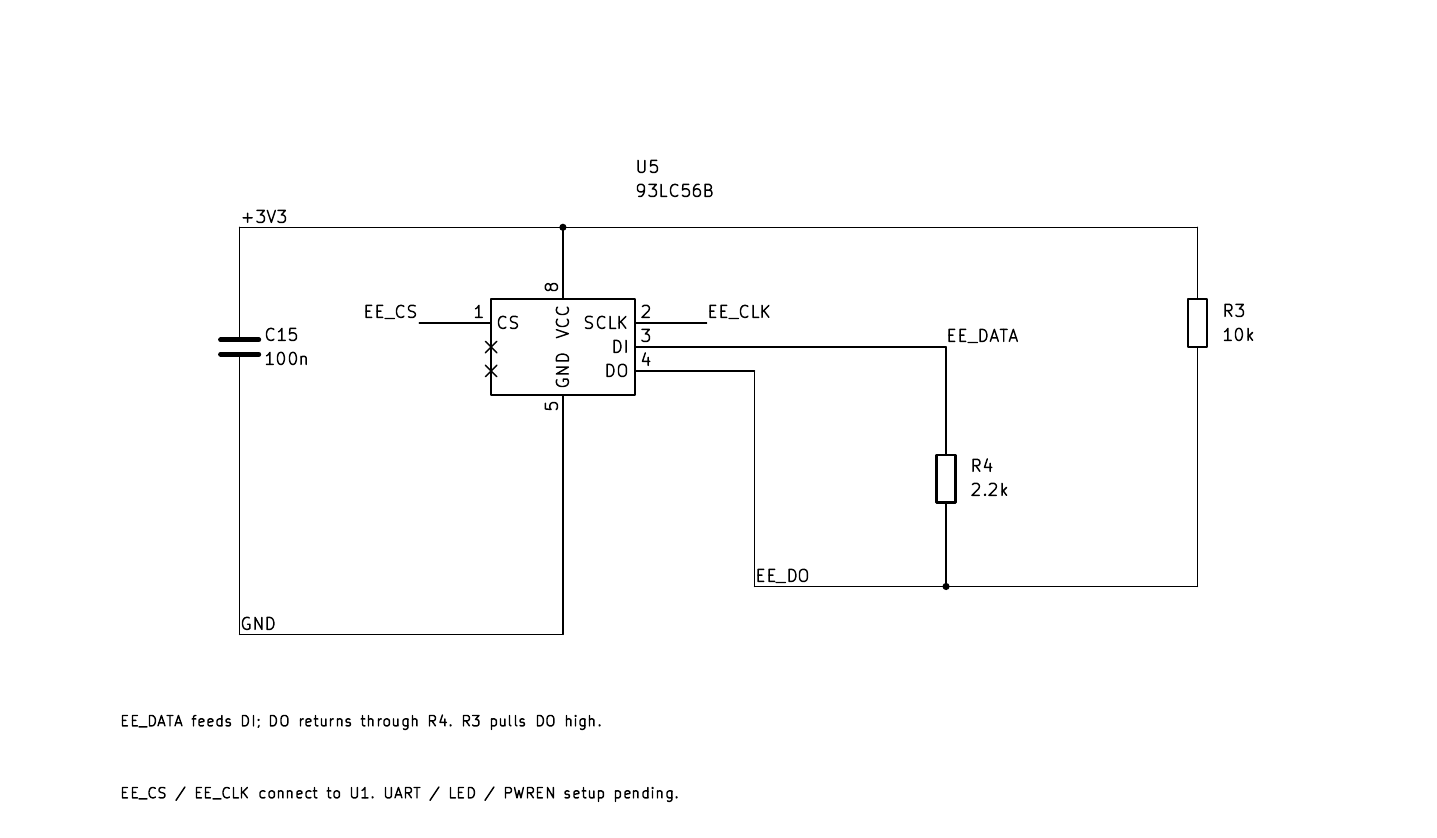 U5
93LC56B
+3V3
8
EE_CS
1
2
EE_CLK
CS
VCC
SCLK
3
DI
EE_DATA
4
GND
DO
5
C15
100n
R3
10k
R4
2.2k
EE_DO
GND
EE_DATA feeds DI; DO returns through R4. R3 pulls DO high.
EE_CS / EE_CLK connect to U1. UART / LED / PWREN setup pending.